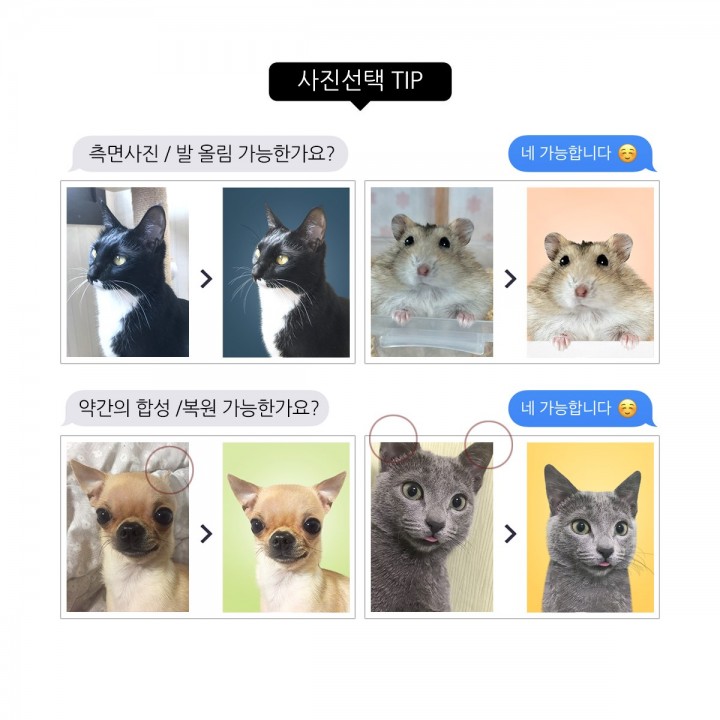 사진선택 TIP
측면사진 / 발 올림 가능한가요?
네 가능합니다 ☺️
약간의 합성 /복원 가능한가요?
네 가능합니다 ☺️